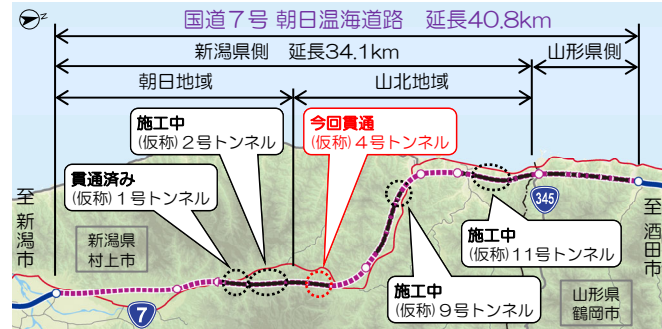 Z
国道7号 朝日温海道路 延長40.8km
新潟県側 延長34.1km
山形県側
朝日地域
山北地域
施工中
(仮称)2号トンネル
今回貫通
(仮称)4号トンネル
貫通済み
(仮称)1号トンネル
至 新潟市
新潟県
村上市
7
345
施工中
(仮称)11号トンネル
施工中
(仮称)9号トンネル
至 酒田市
山形県
鶴岡市